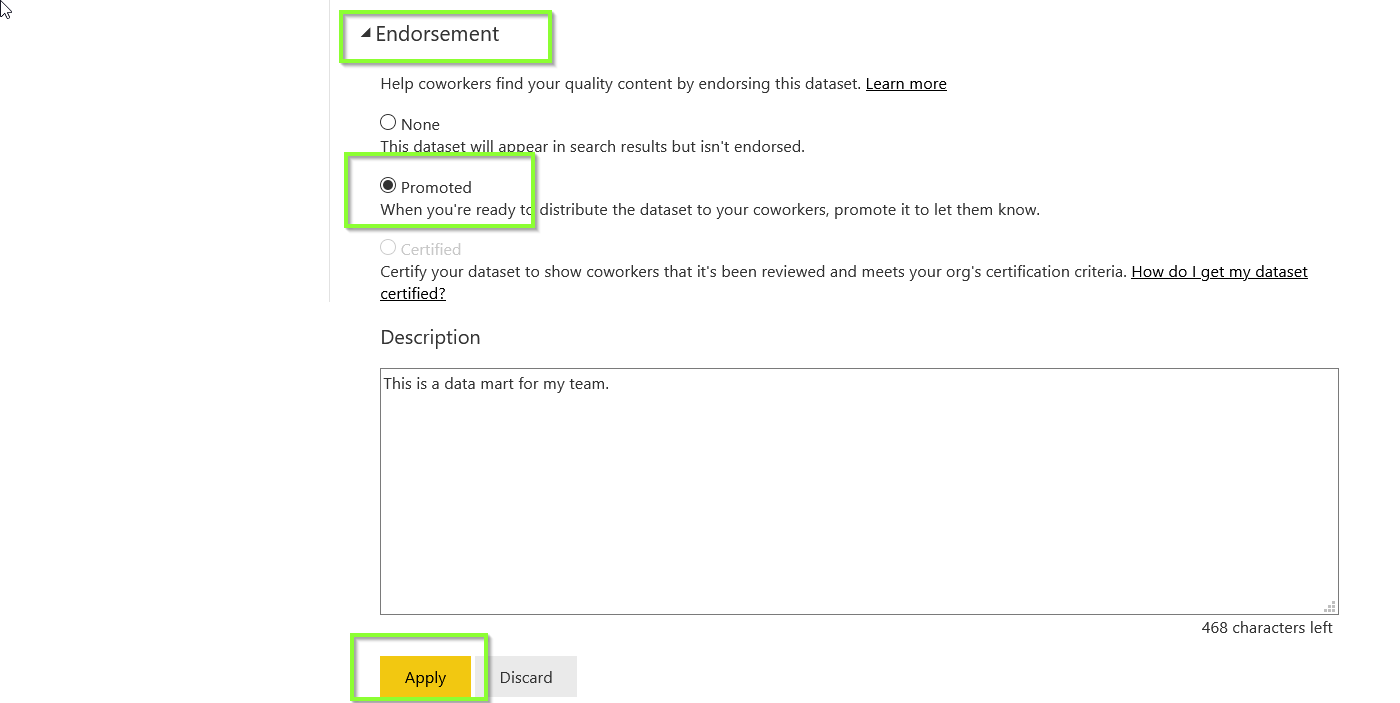 Endorsement
Help coworkers find your quality content by endorsing this dataset. Learn more
None
This dataset will appear in search results but isn't endorsed.
Promoted
When you're ready to distribute the dataset to your coworkers, promote it to let them know.
Certified
Certify your dataset to show coworkers that it's been reviewed and meets your org's certification criteria. How do I get my dataset
certified?
Description
This is a data mart for my team.
468 characters left
Apply Discard